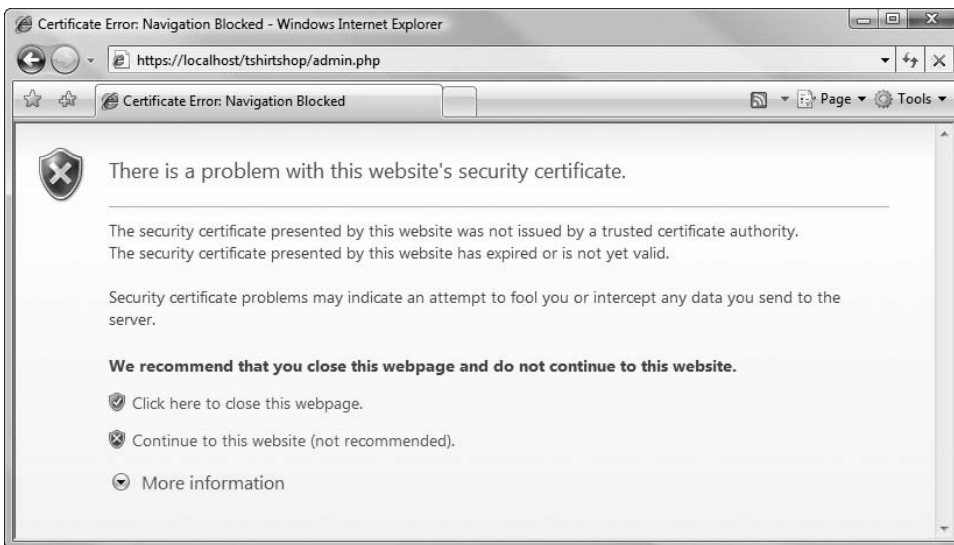 Certificate Error: Navigation Blocked - Windows Internet Explorer
https://localhost/tshirtshop/admin.php
Certificate Error: Navigation Blocked
Page
Tools
There is a problem with this website's security certificate.
The security certificate presented by this website was not issued by a trusted certificate authority.
The security certificate presented by this website has expired or is not yet valid.
Security certificate problems may indicate an attempt to fool you or intercept any data you send to the
server.
We recommend that you close this webpage and do not continue to this website.
Click here to close this webpage.
Continue to this website (not recommended).
More information